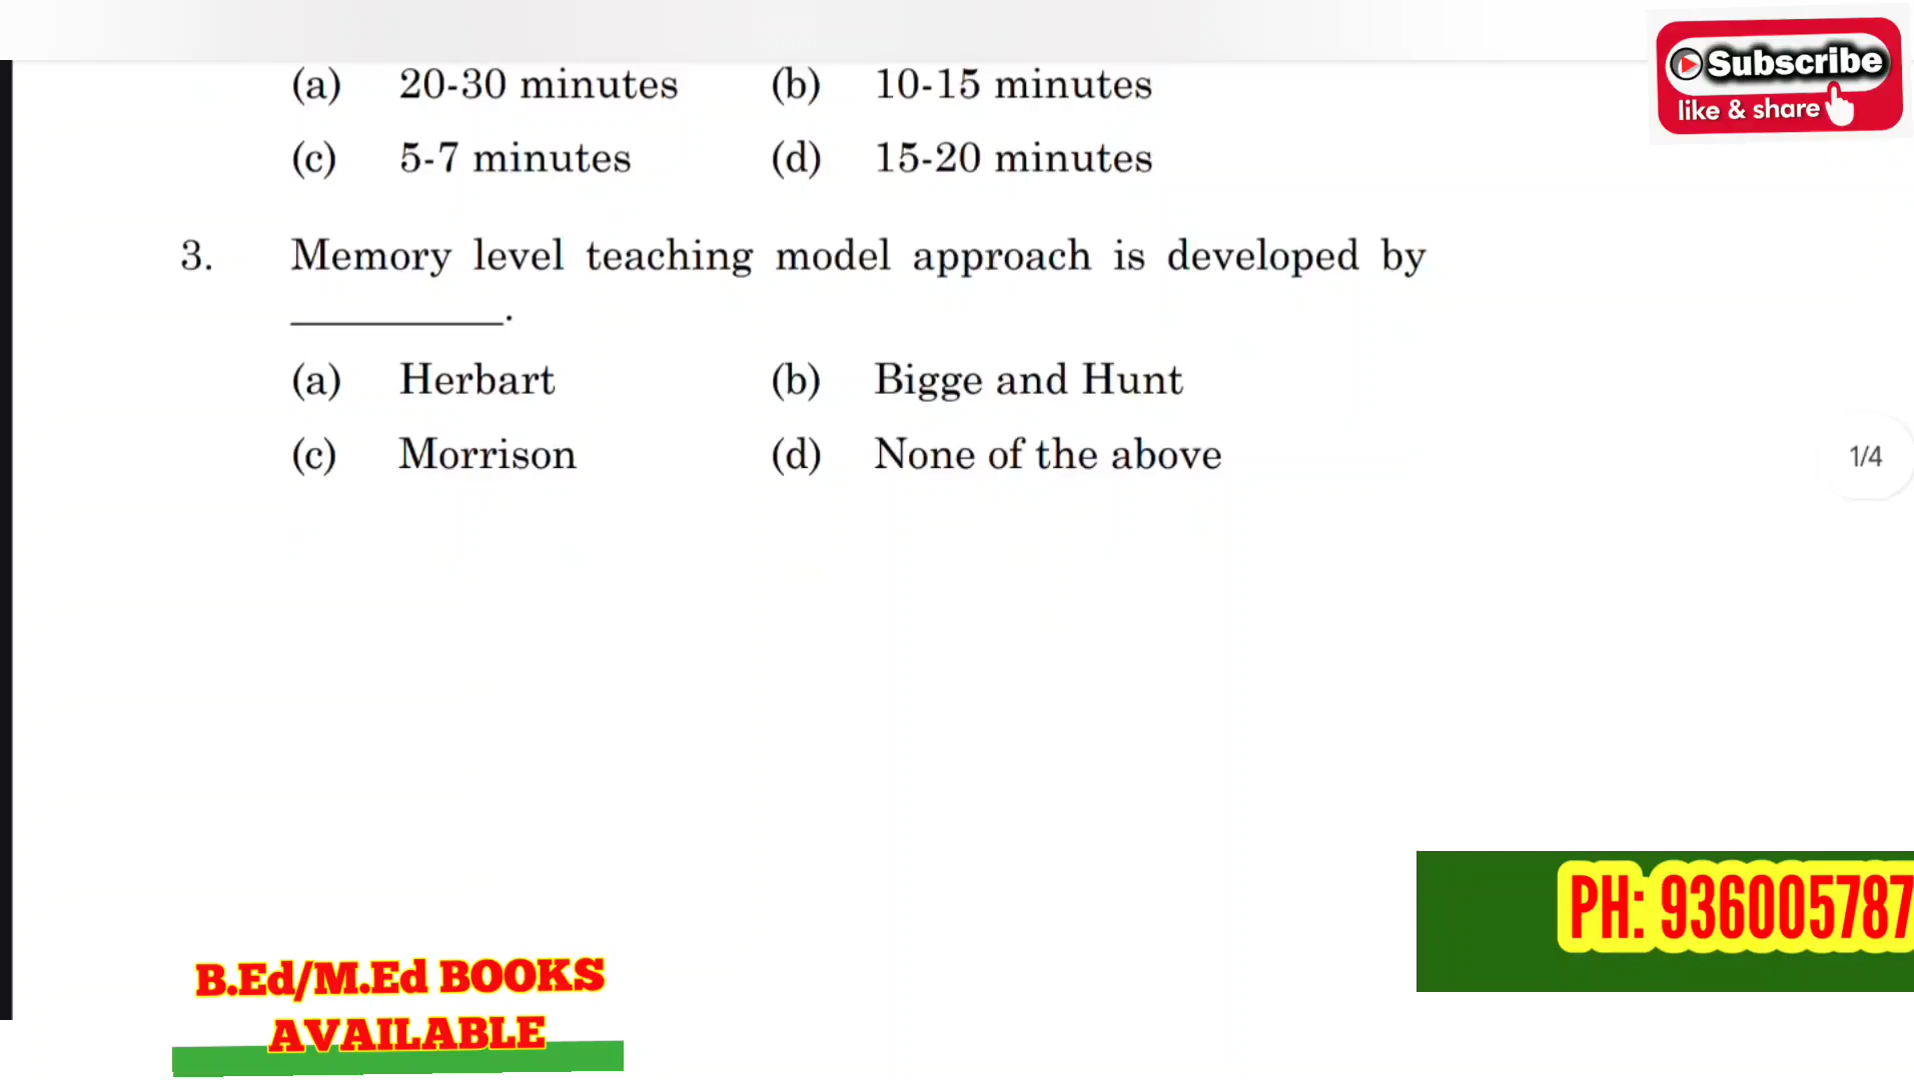 (a) 20-30 minutes (b) 10-15 minutes
(c) 5-7 minutes (d) 15-20 minutes
3. Memory level teaching model approach is developed by
__________.
(a) Herbart (b) Bigge and Hunt
(c) Morrison (d) None of the above
Subscribe
like & share
1/4
PH: 936005787
B.Ed/M.Ed BOOKS
AVAILABLE